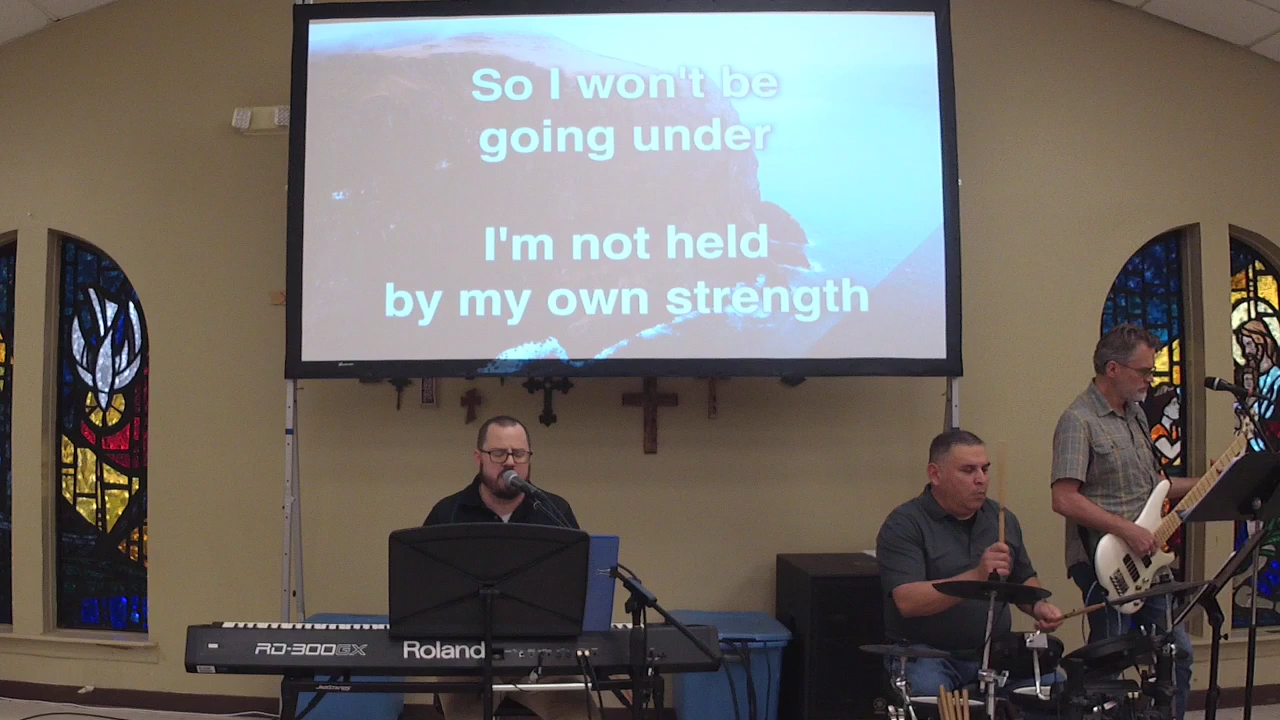 So I won't be
going under
I'm not held
by my own strength
RD-300GX
Roland